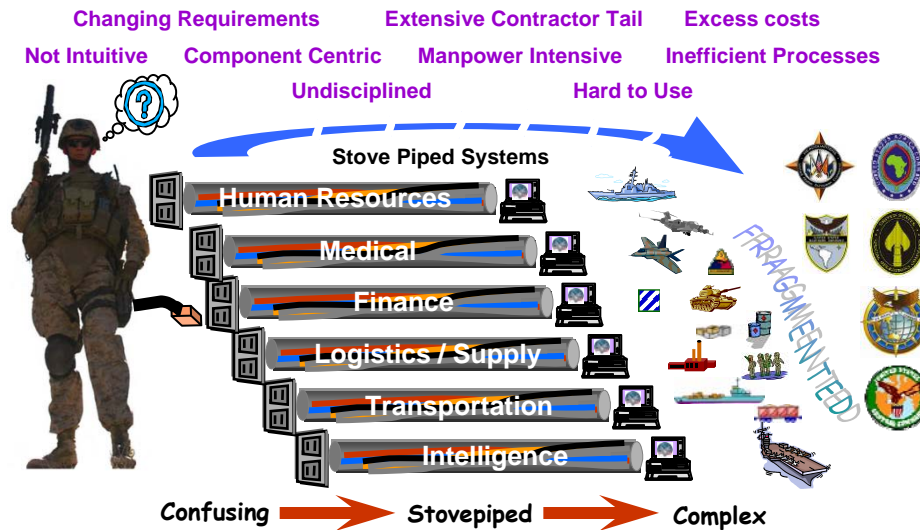 Changing Requirements Extensive Contractor Tail Excess costs
Not Intuitive Component Centric Manpower Intensive Inefficient Processes
Undisciplined Hard to Use
?
Stove Piped Systems
Human Resources
Medical
Finance
Logistics / Supply
Transportation
Intelligence
FRAGMENTED
Confusing Stovepiped Complex